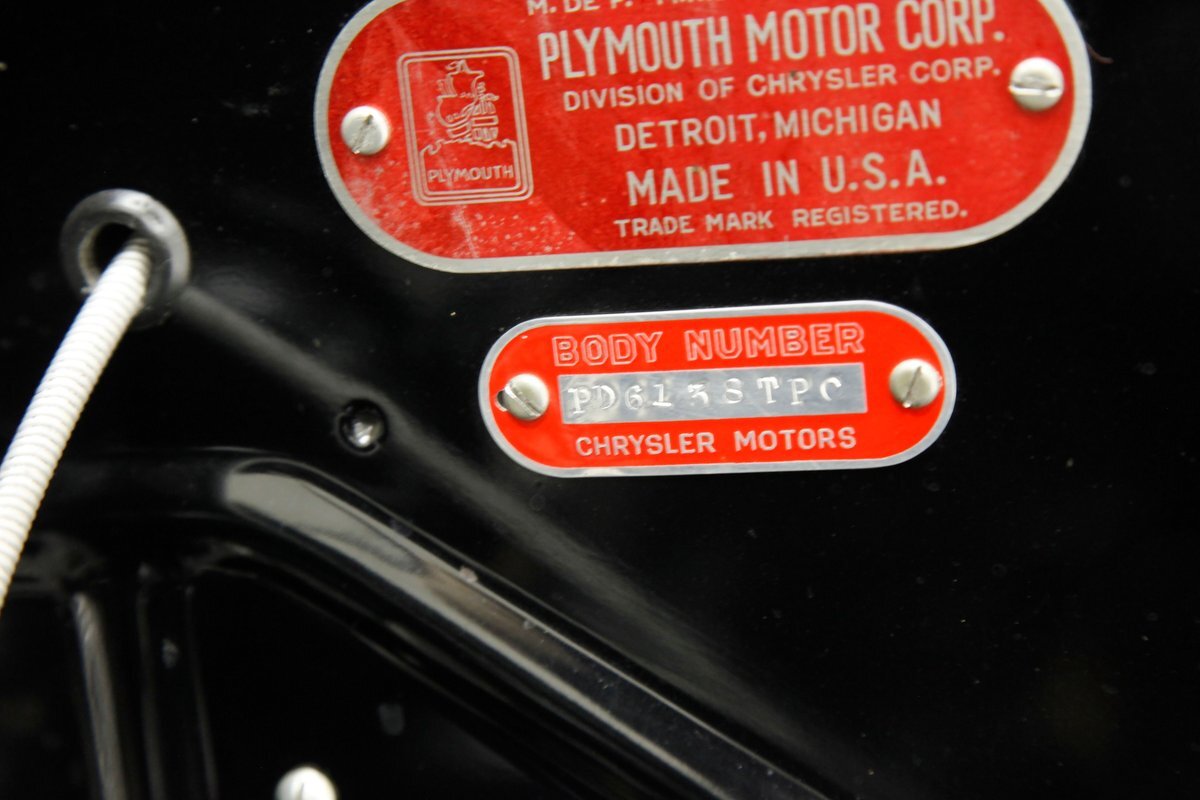 PLYMOUTH MOTOR CORP.
DIVISION OF CHRYSLER CORP.
DETROIT, MICHIGAN
MADE IN U.S.A.
TRADE MARK REGISTERED.
PLYMOUTH
BODY NUMBER
PD6138TPC
CHRYSLER MOTORS